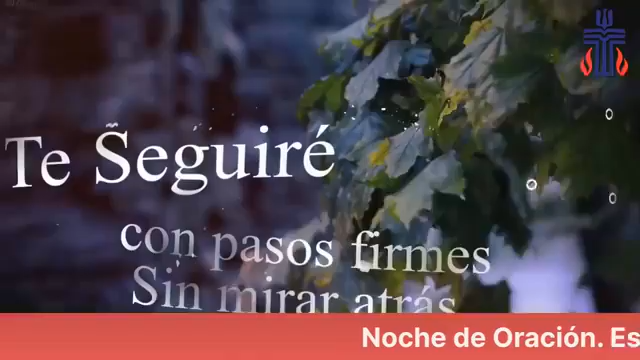 Te Seguiré
con pasos firmes
Sin mirar atrás
Noche de Oración. Es